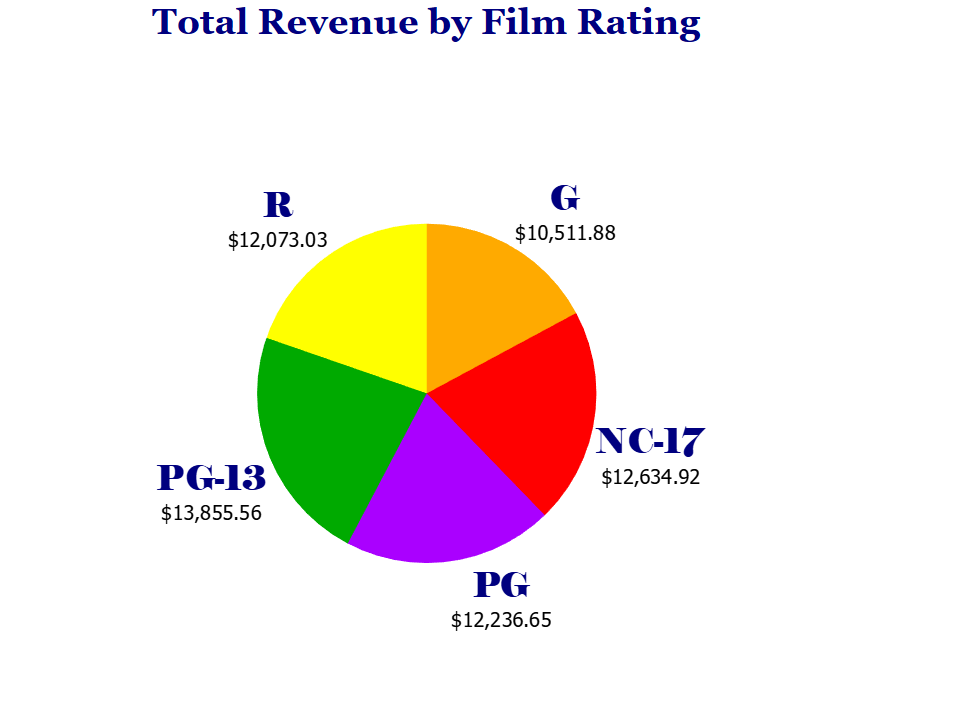 Total Revenue by Film Rating
R
$12,073.03
G
$10,511.88
NC-17
$12,634.92
PG-13
$13,855.56
PG
$12,236.65